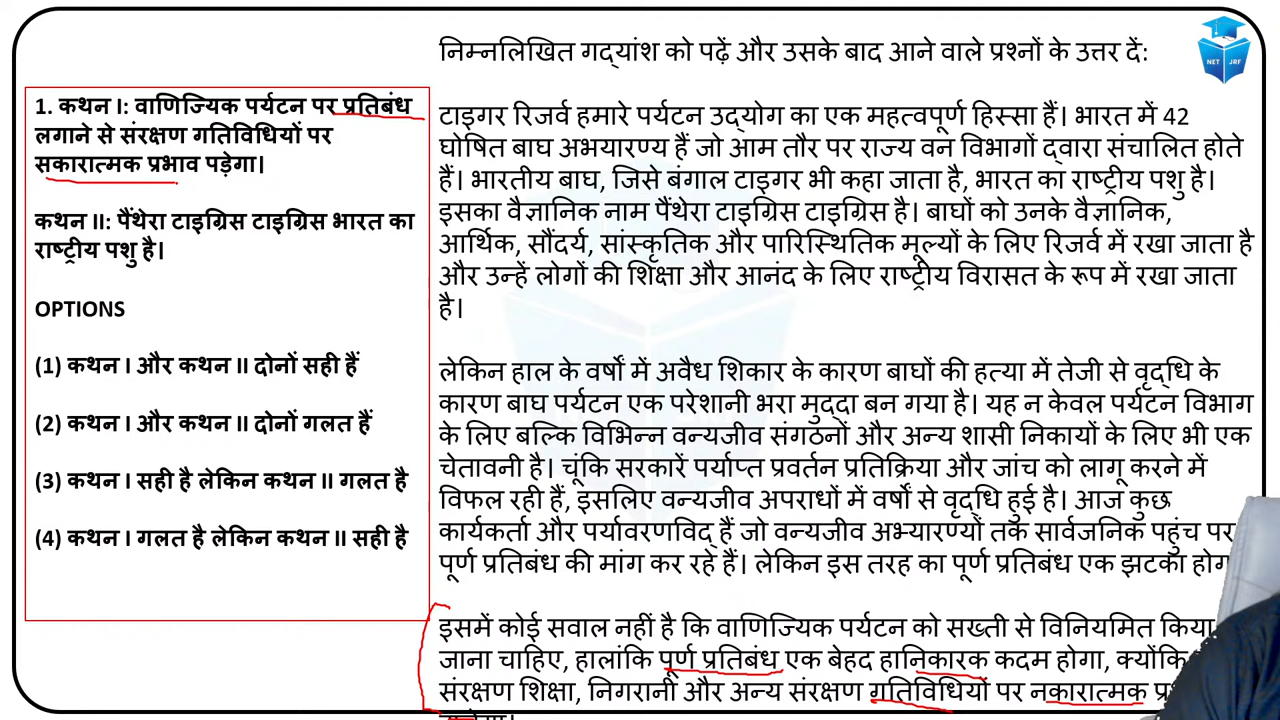 निम्नलिखित गद्यांश को पढ़ें और उसके बाद आने वाले प्रश्नों के उत्तर दें:
NET JRF
1. कथन I: वाणिज्यिक पर्यटन पर प्रतिबंध
लगाने से संरक्षण गतिविधियों पर
सकारात्मक प्रभाव पड़ेगा।
कथन II: पैंथेरा टाइग्रिस टाइग्रिस भारत का
राष्ट्रीय पशु है।
OPTIONS
(1) कथन I और कथन II दोनों सही हैं
(2) कथन I और कथन II दोनों गलत हैं
(3) कथन I सही है लेकिन कथन II गलत है
(4) कथन I गलत है लेकिन कथन II सही है
टाइगर रिजर्व हमारे पर्यटन उद्योग का एक महत्वपूर्ण हिस्सा हैं। भारत में 42
घोषित बाघ अभयारण्य हैं जो आम तौर पर राज्य वन विभागों द्वारा संचालित होते
हैं। भारतीय बाघ, जिसे बंगाल टाइगर भी कहा जाता है, भारत का राष्ट्रीय पशु है।
इसका वैज्ञानिक नाम पैंथेरा टाइग्रिस टाइग्रिस है। बाघों को उनके वैज्ञानिक,
आर्थिक, सौंदर्य, सांस्कृतिक और पारिस्थितिक मूल्यों के लिए रिजर्व में रखा जाता है
और उन्हें लोगों की शिक्षा और आनंद के लिए राष्ट्रीय विरासत के रूप में रखा जाता
है।
लेकिन हाल के वर्षों में अवैध शिकार के कारण बाघों की हत्या में तेजी से वृद्धि के
कारण बाघ पर्यटन एक परेशानी भरा मुद्दा बन गया है। यह न केवल पर्यटन विभाग
के लिए बल्कि विभिन्न वन्यजीव संगठनों और अन्य शासी निकायों के लिए भी एक
चेतावनी है। चूंकि सरकारें पर्याप्त प्रवर्तन प्रतिक्रिया और जांच को लागू करने में
विफल रही हैं, इसलिए वन्यजीव अपराधों में वर्षों से वृद्धि हुई है। आज कुछ
कार्यकर्ता और पर्यावरणविद् हैं जो वन्यजीव अभ्यारण्यों तक सार्वजनिक पहुंच पर
पूर्ण प्रतिबंध की मांग कर रहे हैं। लेकिन इस तरह का पूर्ण प्रतिबंध एक झटका
इसमें कोई सवाल नहीं है कि वाणिज्यिक पर्यटन को सख्ती से विनियमित किया
जाना चाहिए, हालांकि पूर्ण प्रतिबंध एक बेहद हानिकारक कदम होगा, क्योंकि
संरक्षण शिक्षा, निगरानी और अन्य संरक्षण गतिविधियों पर नकारात्मक